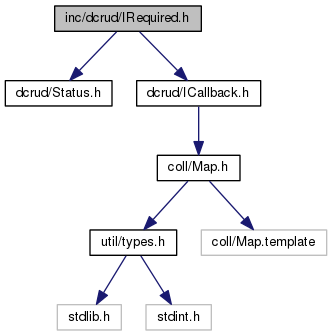 inc/dcrud/IRequired.h
dcrud/Status.h
dcrud/ICallback.h
coll/Map.h
util/types.h
coll/Map.template
stdlib.h
stdint.h